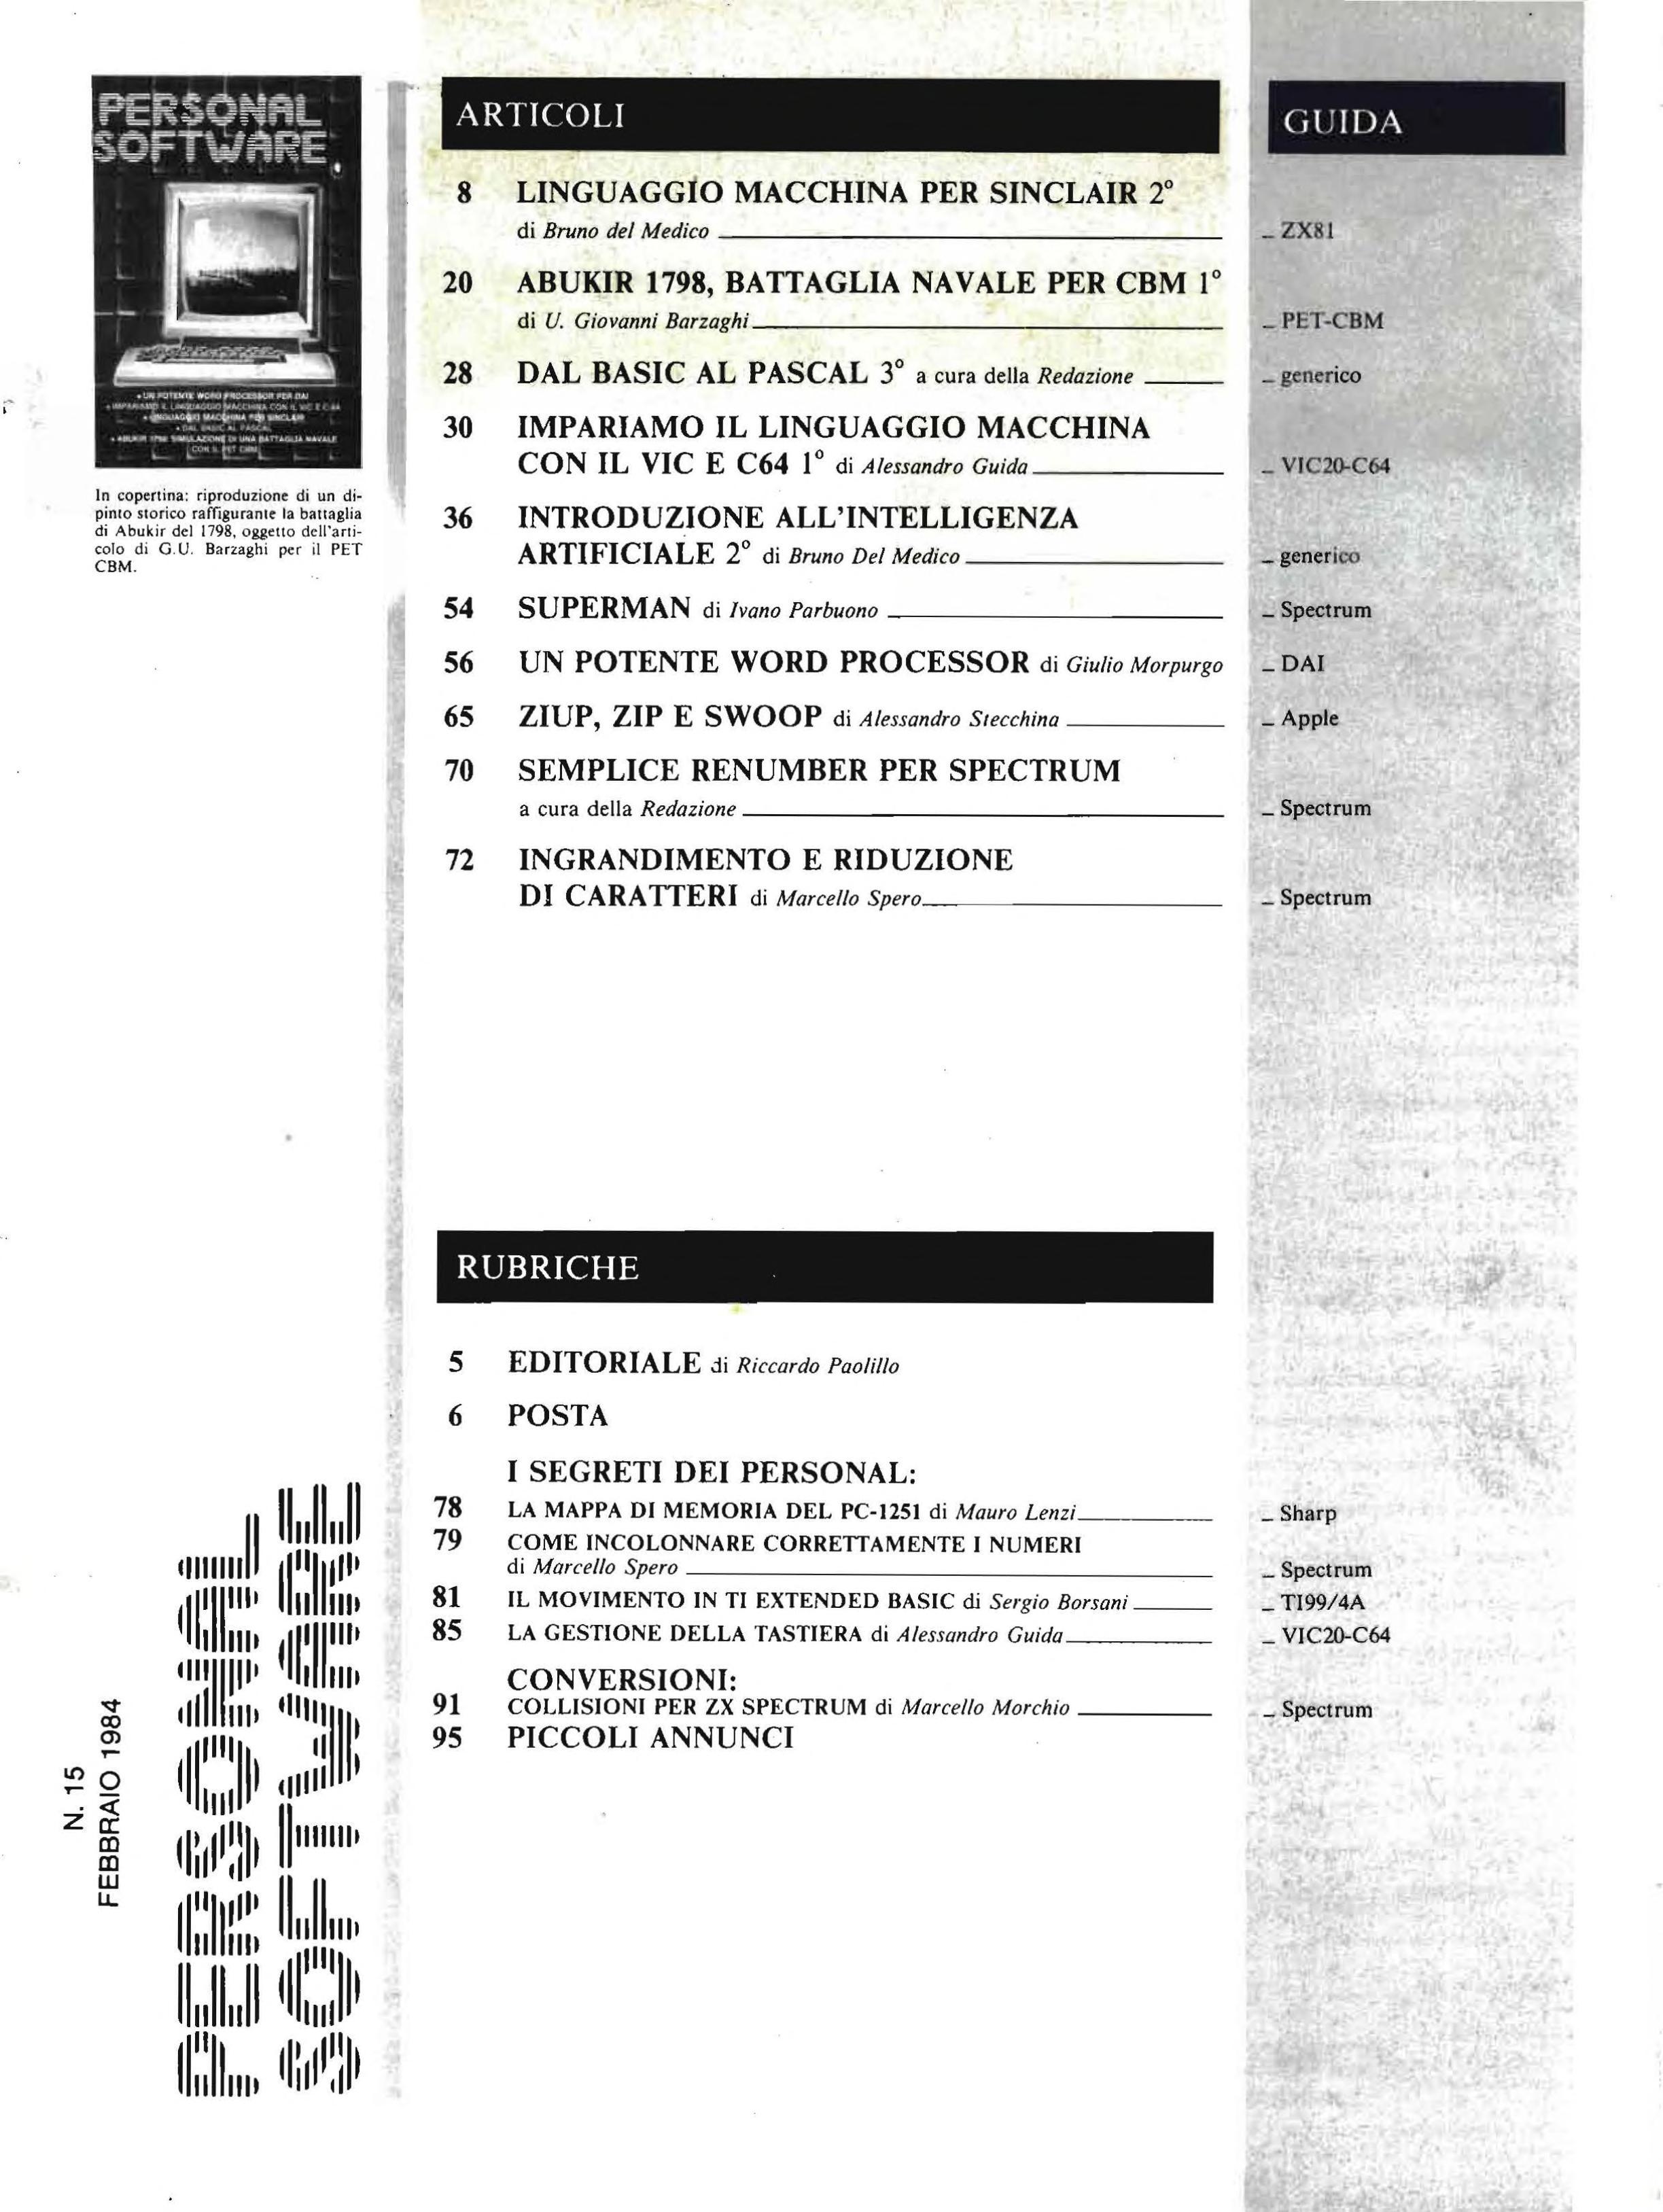 PERSONAL
SOFTWARE
• UN POTENTE WORD PROCESSOR PER DAI
• IMPARIAMO IL LINGUAGGIO MACCHINA CON IL VIC E C 64
• LINGUAGGIO MACCHINA PER SINCLAIR
• DAL BASIC AL PASCAL
• ABUKIR 1798 SIMULAZIONE DI UNA BATTAGLIA NAVALE
CON IL PET CBM
In copertina: riproduzione di un di-
pinto storico raffigurante la battaglia
di Abukir del 1798, oggetto dell'arti-
colo di G.U. Barzaghi per il PET
CBM.
ARTICOLI
GUIDA
8 LINGUAGGIO MACCHINA PER SINCLAIR 2°
di Bruno del Medico _ ZX81
20 ABUKIR 1798, BATTAGLIA NAVALE PER CBM 1°
di U. Giovanni Barzaghi _ PET-CBM
28 DAL BASIC AL PASCAL 3° a cura della Redazione _ generico
30 IMPARIAMO IL LINGUAGGIO MACCHINA
CON IL VIC E C64 1° di Alessandro Guida _ VIC20-C64
36 INTRODUZIONE ALL'INTELLIGENZA
ARTIFICIALE 2° di Bruno Del Medico _ generico
54 SUPERMAN di Ivano Parbuono _ Spectrum
56 UN POTENTE WORD PROCESSOR di Giulio Morpurgo _ DAI
65 ZIUP, ZIP E SWOOP di Alessandro Stecchina _ Apple
70 SEMPLICE RENUMBER PER SPECTRUM
a cura della Redazione _ Spectrum
72 INGRANDIMENTO E RIDUZIONE
DI CARATTERI di Marcello Spero _ Spectrum
RUBRICHE
5 EDITORIALE di Riccardo Paolillo
6 POSTA
I SEGRETI DEI PERSONAL:
78 LA MAPPA DI MEMORIA DEL PC-1251 di Mauro Lenzi _ Sharp
79 COME INCOLONNARE CORRETTAMENTE I NUMERI
di Marcello Spero _ Spectrum
81 IL MOVIMENTO IN TI EXTENDED BASIC di Sergio Borsani _ TI99/4A
85 LA GESTIONE DELLA TASTIERA di Alessandro Guida _ VIC20-C64
CONVERSIONI:
91 COLLISIONI PER ZX SPECTRUM di Marcello Morchio _ Spectrum
95 PICCOLI ANNUNCI
N. 15
FEBBRAIO 1984
PERSONAL
SOFTWARE